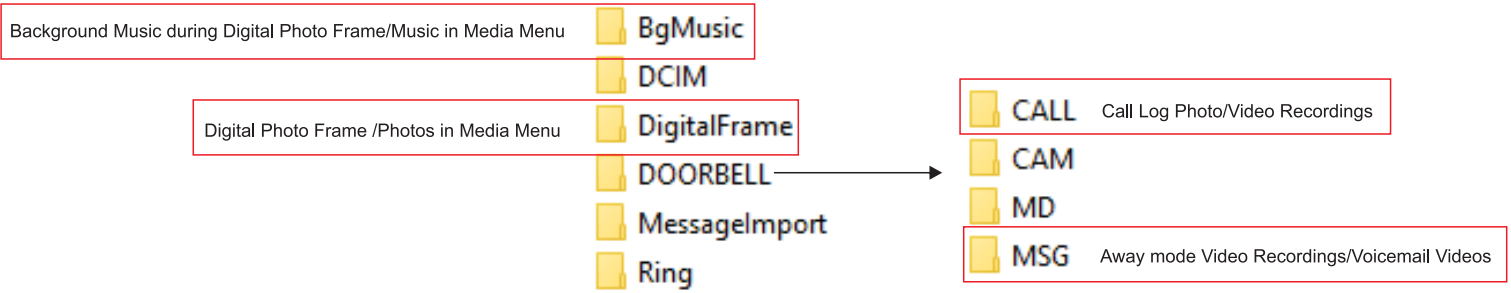 Background Music during Digital Photo Frame/Music in Media Menu BgMusic
DCIM
Digital Photo Frame /Photos in Media Menu DigitalFrame
DOORBELL
MessageImport
Ring
CALL Call Log Photo/Video Recordings
CAM
MD
MSG Away mode Video Recordings/Voicemail Videos